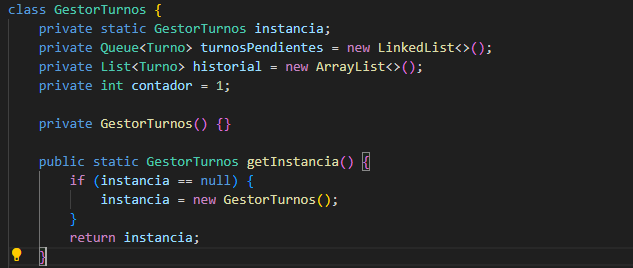 class GestorTurnos {
    private static GestorTurnos instancia;
    private Queue<Turno> turnosPendientes = new LinkedList<>();
    private List<Turno> historial = new ArrayList<>();
    private int contador = 1;

    private GestorTurnos() {}

    public static GestorTurnos getInstancia() {
        if (instancia == null) {
            instancia = new GestorTurnos();
        }
        return instancia;
    }